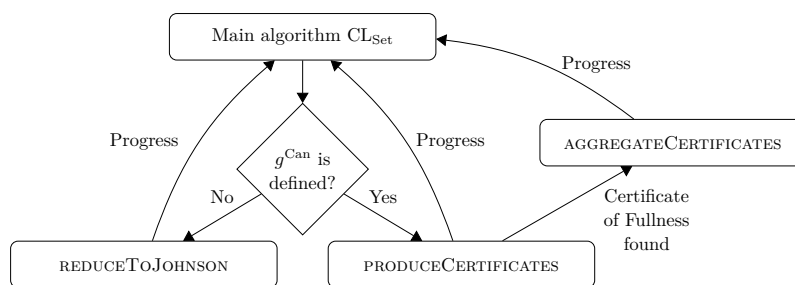 Main algorithm CL_Set
Progress
Progress
Progress
g^Can is
defined?
AGGREGATECERTIFICATES
No
Yes
Certificate
of Fullness
found
REDUCETOJOHNSON
PRODUCECERTIFICATES